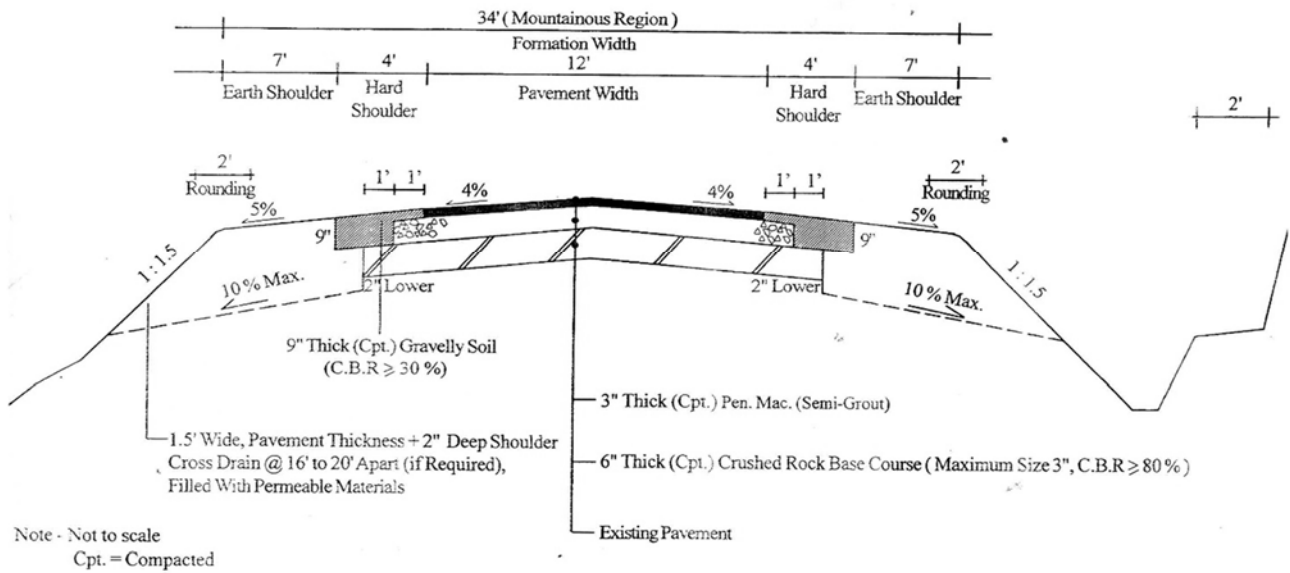 34' ( Mountainous Region )
Formation Width
7' 4' 12' 4' 7'
Earth Shoulder Hard Shoulder Pavement Width Hard Shoulder Earth Shoulder
2'
2' Rounding
1' 1'
4% 4%
1' 1'
2' Rounding
5% 5%
9" 9"
1 : 1.5 1 : 1.5
10 % Max. 10 % Max.
2" Lower 2" Lower
9" Thick (Cpt.) Gravelly Soil
(C.B.R ≥ 30 %)
3" Thick (Cpt.) Pen. Mac. (Semi-Grout)
1.5' Wide, Pavement Thickness + 2" Deep Shoulder
Cross Drain @ 16' to 20' Apart (if Required),
Filled With Permeable Materials
6" Thick (Cpt.) Crushed Rock Base Course ( Maximum Size 3", C.B.R ≥ 80 % )
Existing Pavement
Note - Not to scale
Cpt. = Compacted